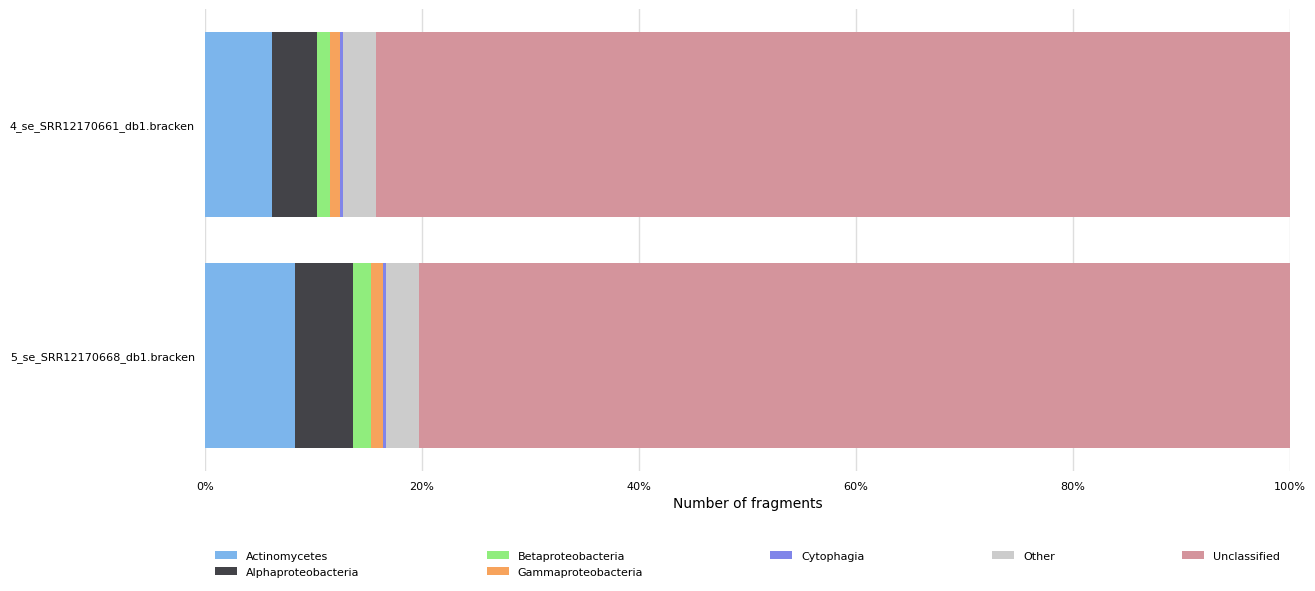 4_se_SRR12170661_db1.bracken
5_se_SRR12170668_db1.bracken
0% 20% 40% 60% 80% 100%
Number of fragments
Actinomycetes Betaproteobacteria Cytophagia Other Unclassified
Alphaproteobacteria Gammaproteobacteria